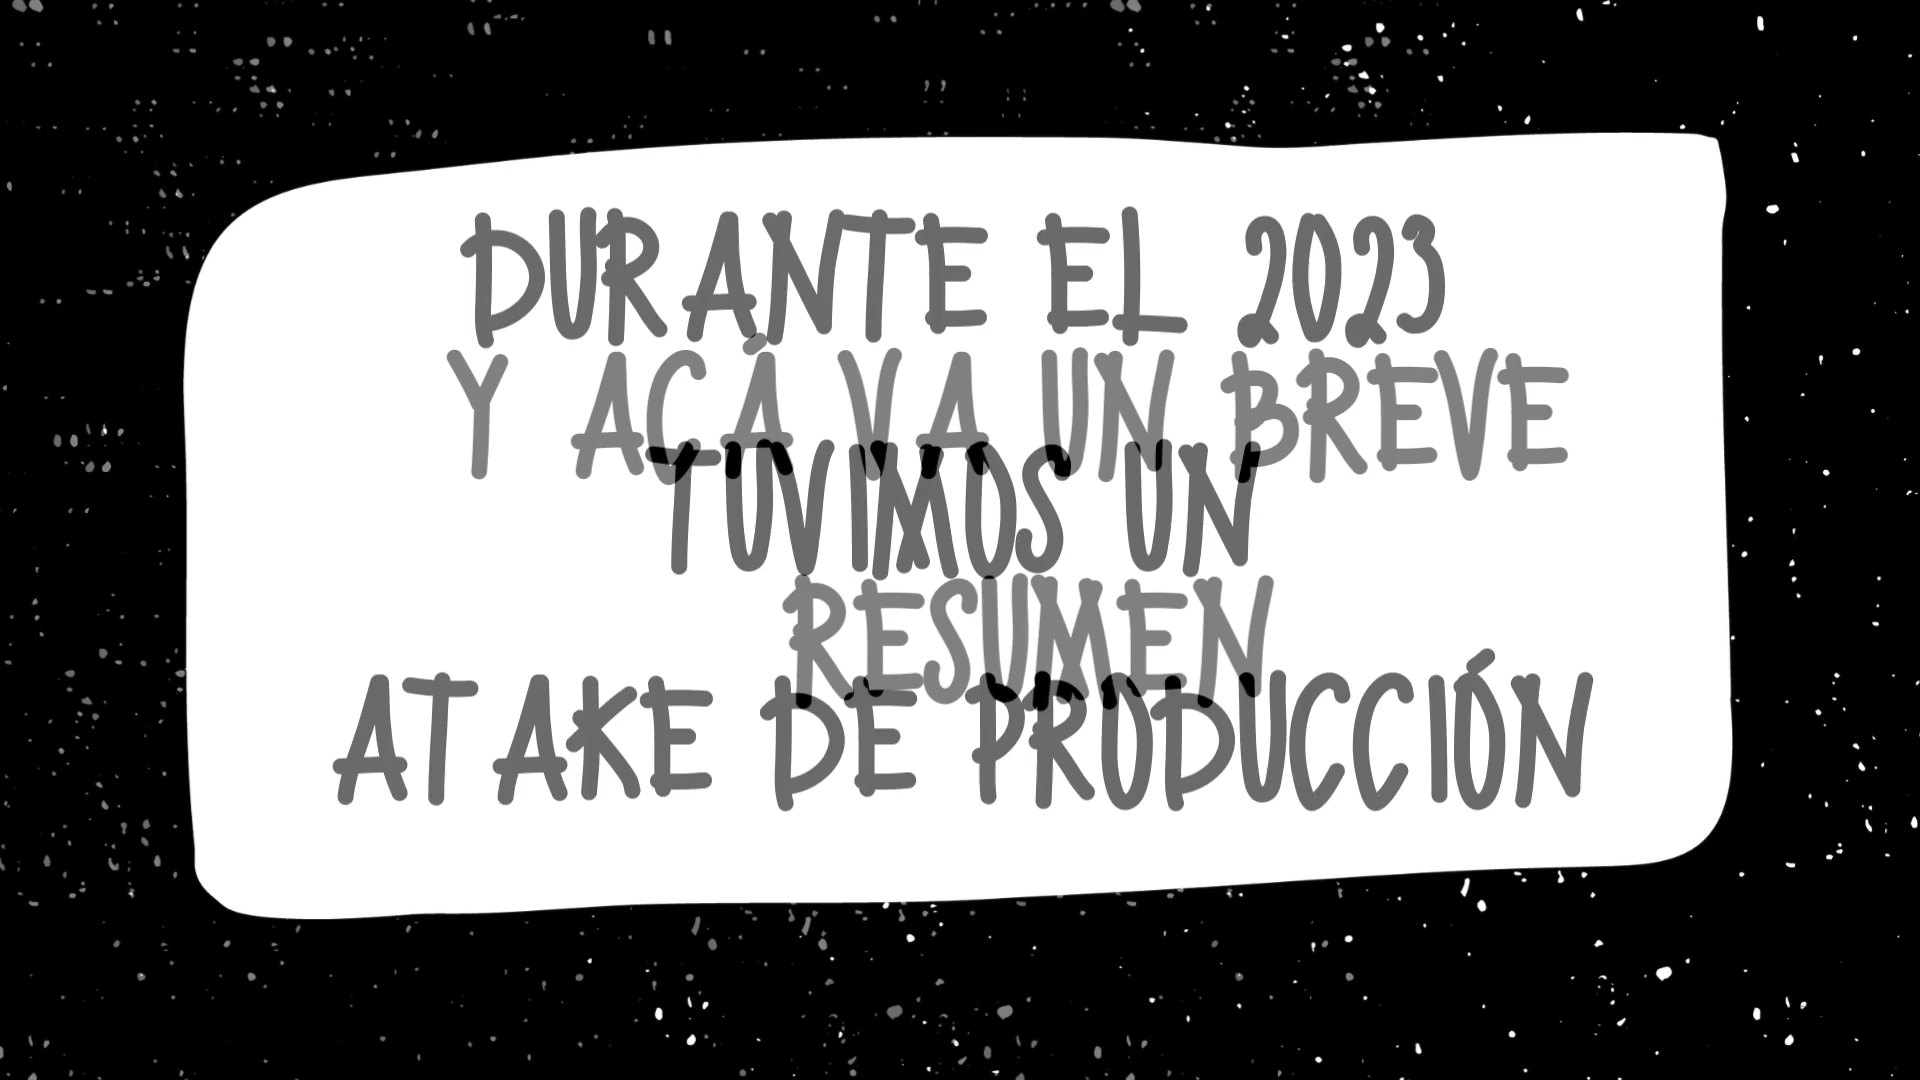 DURANTE EL 2023
Y ACÁ VA UN BREVE
TUVIMOS UN
RESUMEN
ATAKE DE PRODUCCIÓN